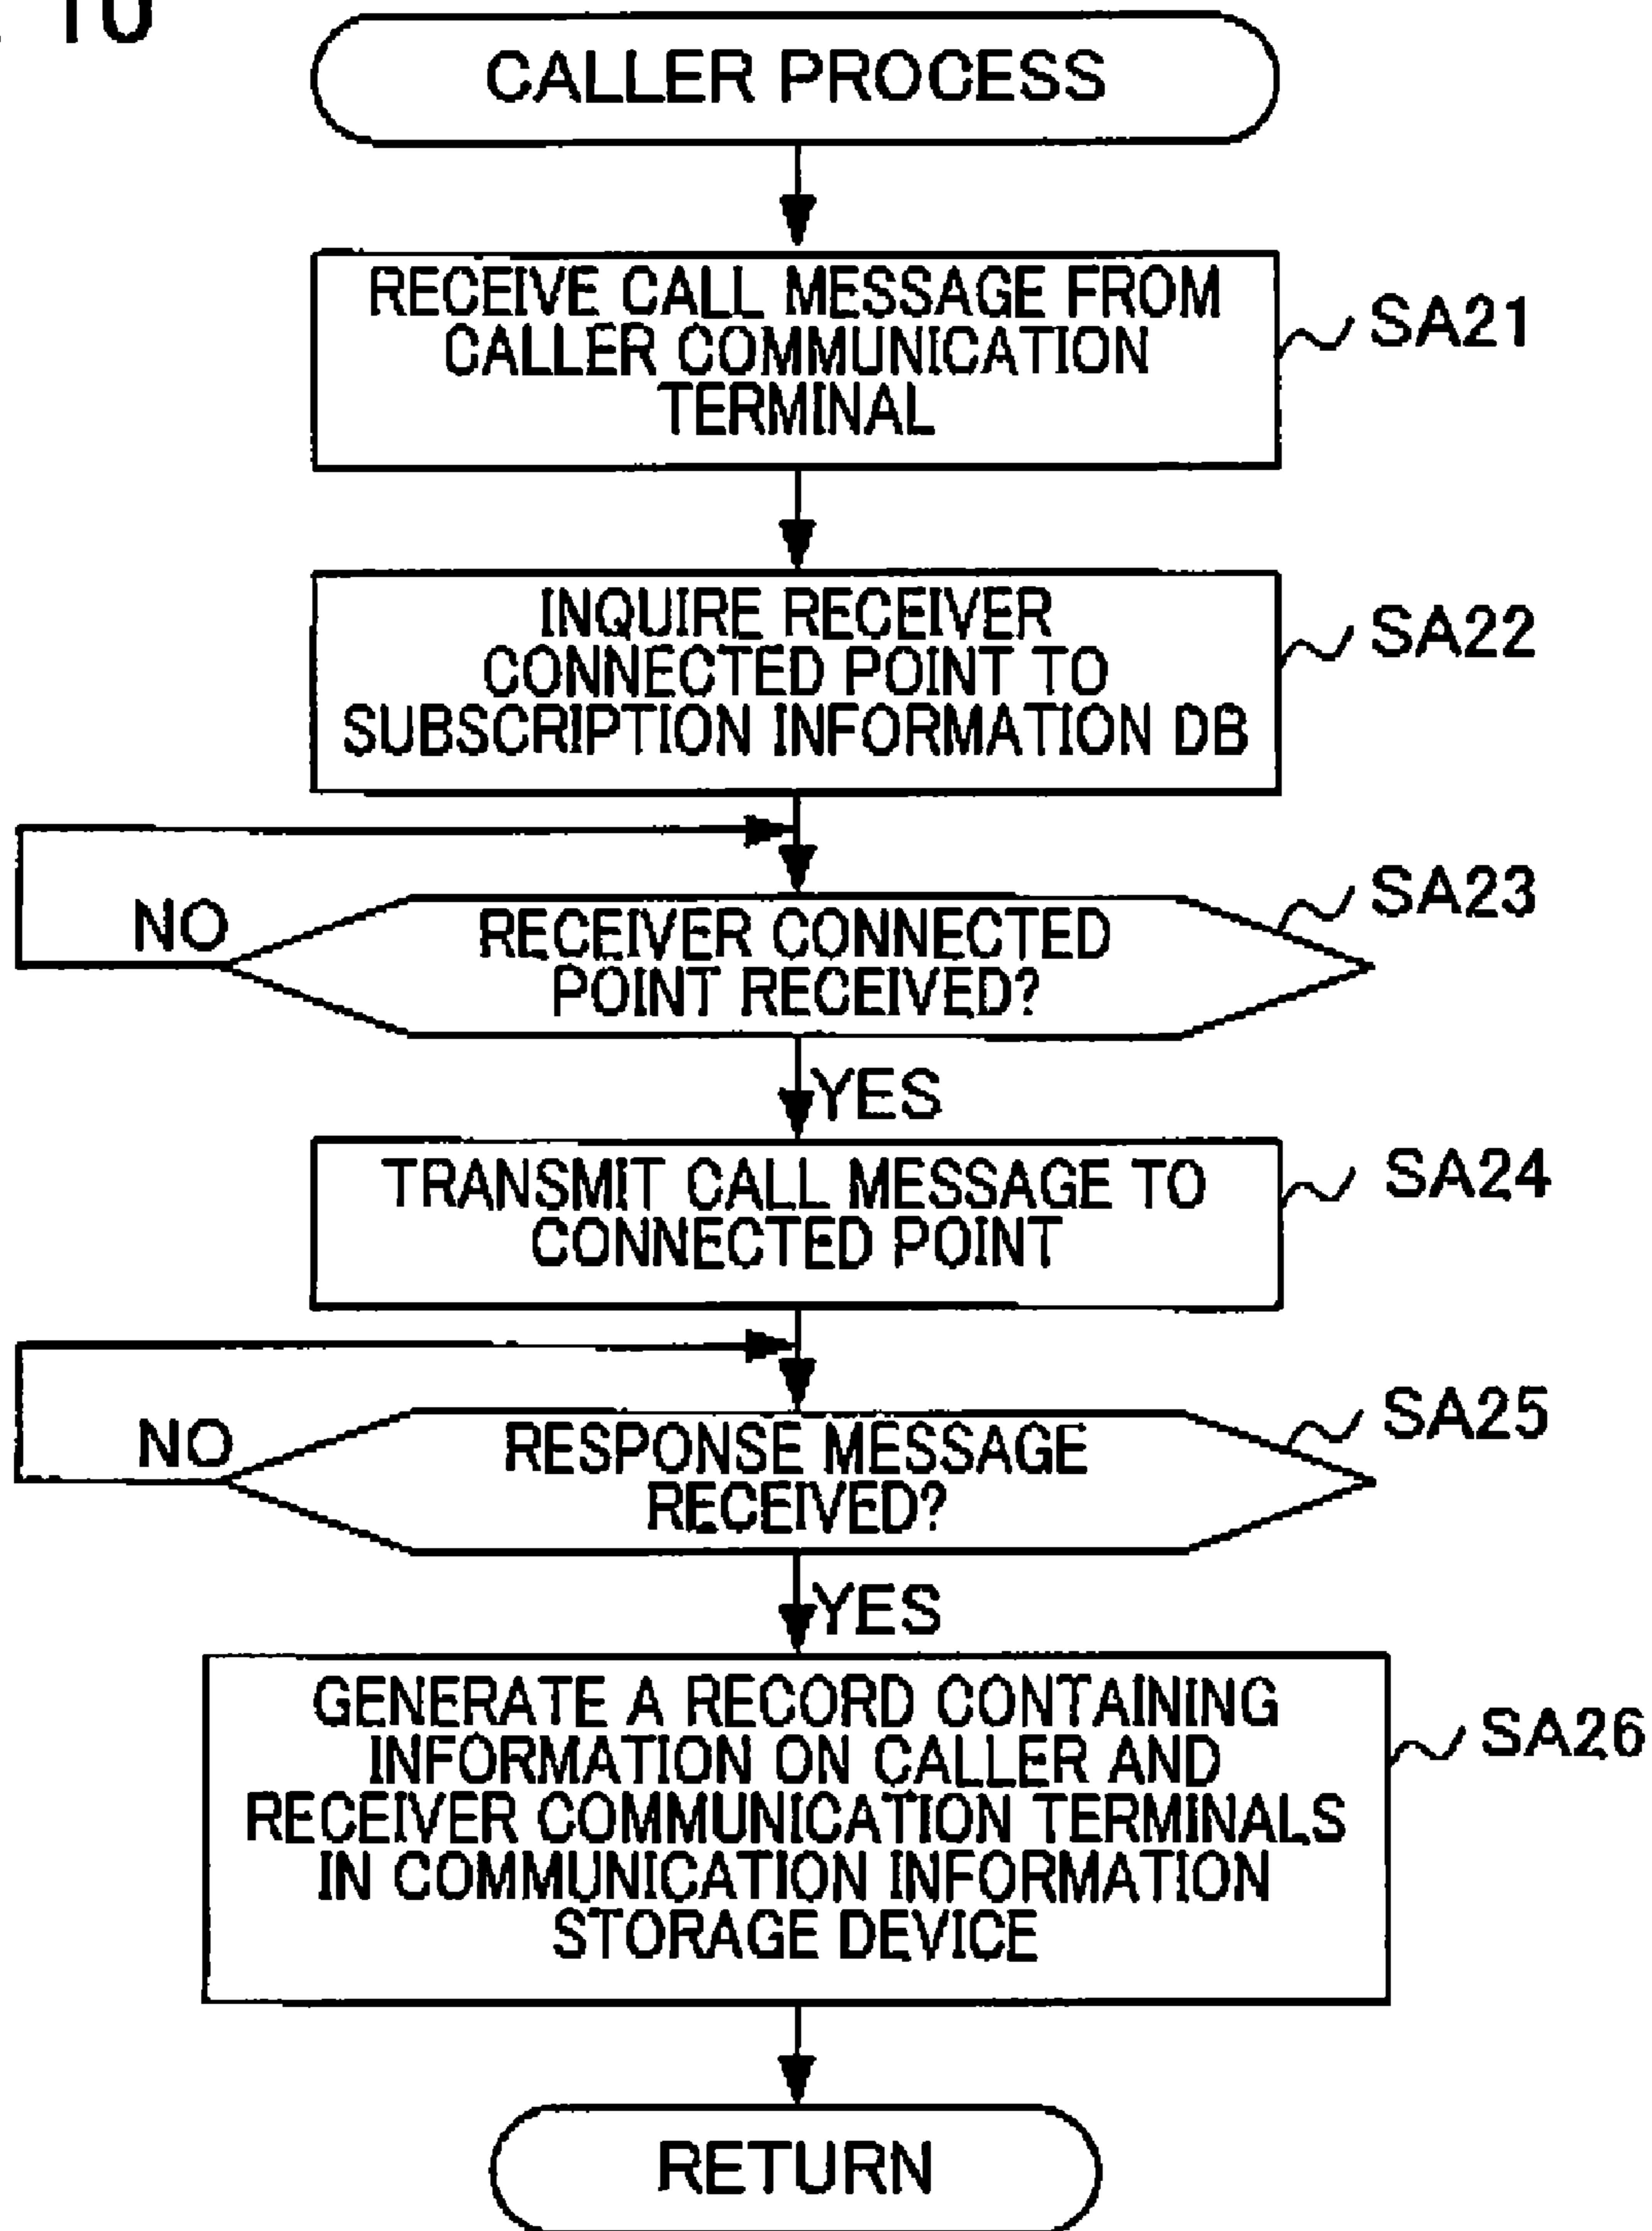 10
CALLER PROCESS
RECEIVE CALL MESSAGE FROM
CALLER COMMUNICATION
TERMINAL
SA21
INQUIRE RECEIVER
CONNECTED POINT TO
SUBSCRIPTION INFORMATION DB
SA22
NO
RECEIVER CONNECTED
POINT RECEIVED?
SA23
YES
TRANSMIT CALL MESSAGE TO
CONNECTED POINT
SA24
NO
RESPONSE MESSAGE
RECEIVED?
SA25
YES
GENERATE A RECORD CONTAINING
INFORMATION ON CALLER AND
RECEIVER COMMUNICATION TERMINALS
IN COMMUNICATION INFORMATION
STORAGE DEVICE
SA26
RETURN